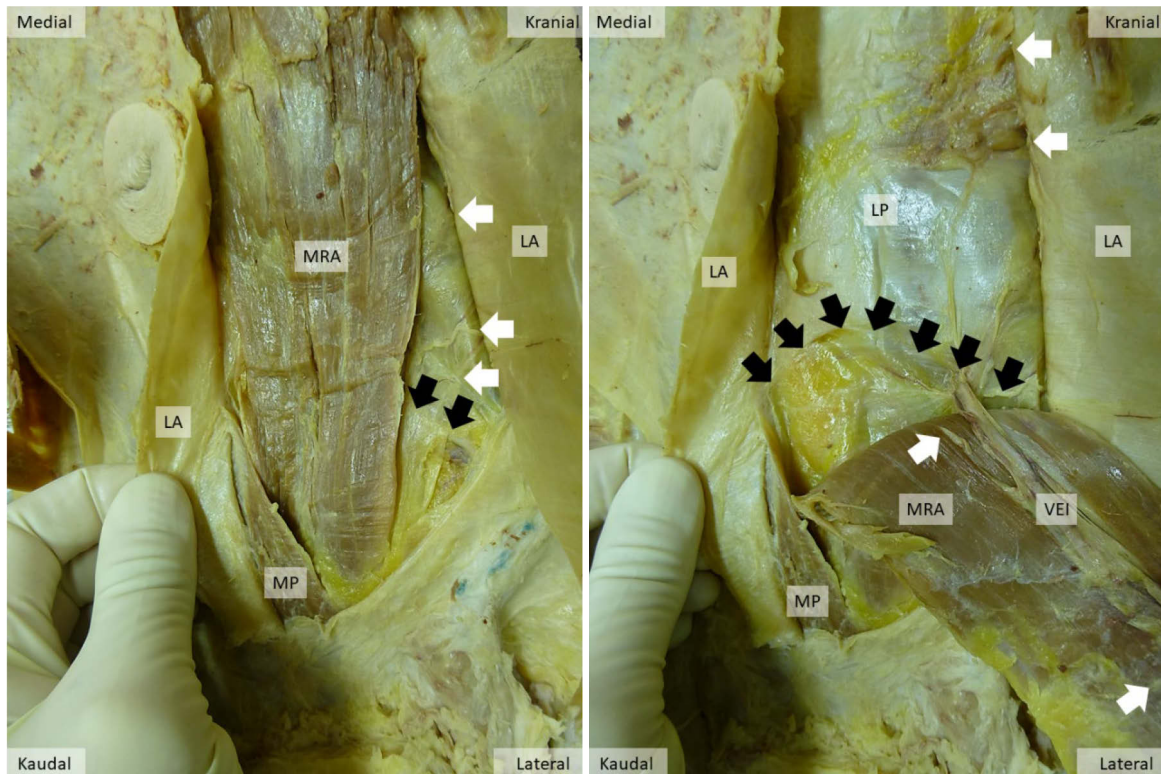 Medial
Kranial
LA
MRA
LA
MP
Kaudal
Lateral
Medial
Kranial
LP
LA
LA
MRA
VEI
MP
Kaudal
Lateral